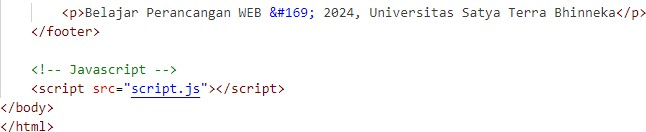 <p>Belajar Perancangan WEB &#169; 2024, Universitas Satya Terra Bhinneka</p>
</footer>
<!-- Javascript -->
<script src="script.js"></script>
</body>
</html>